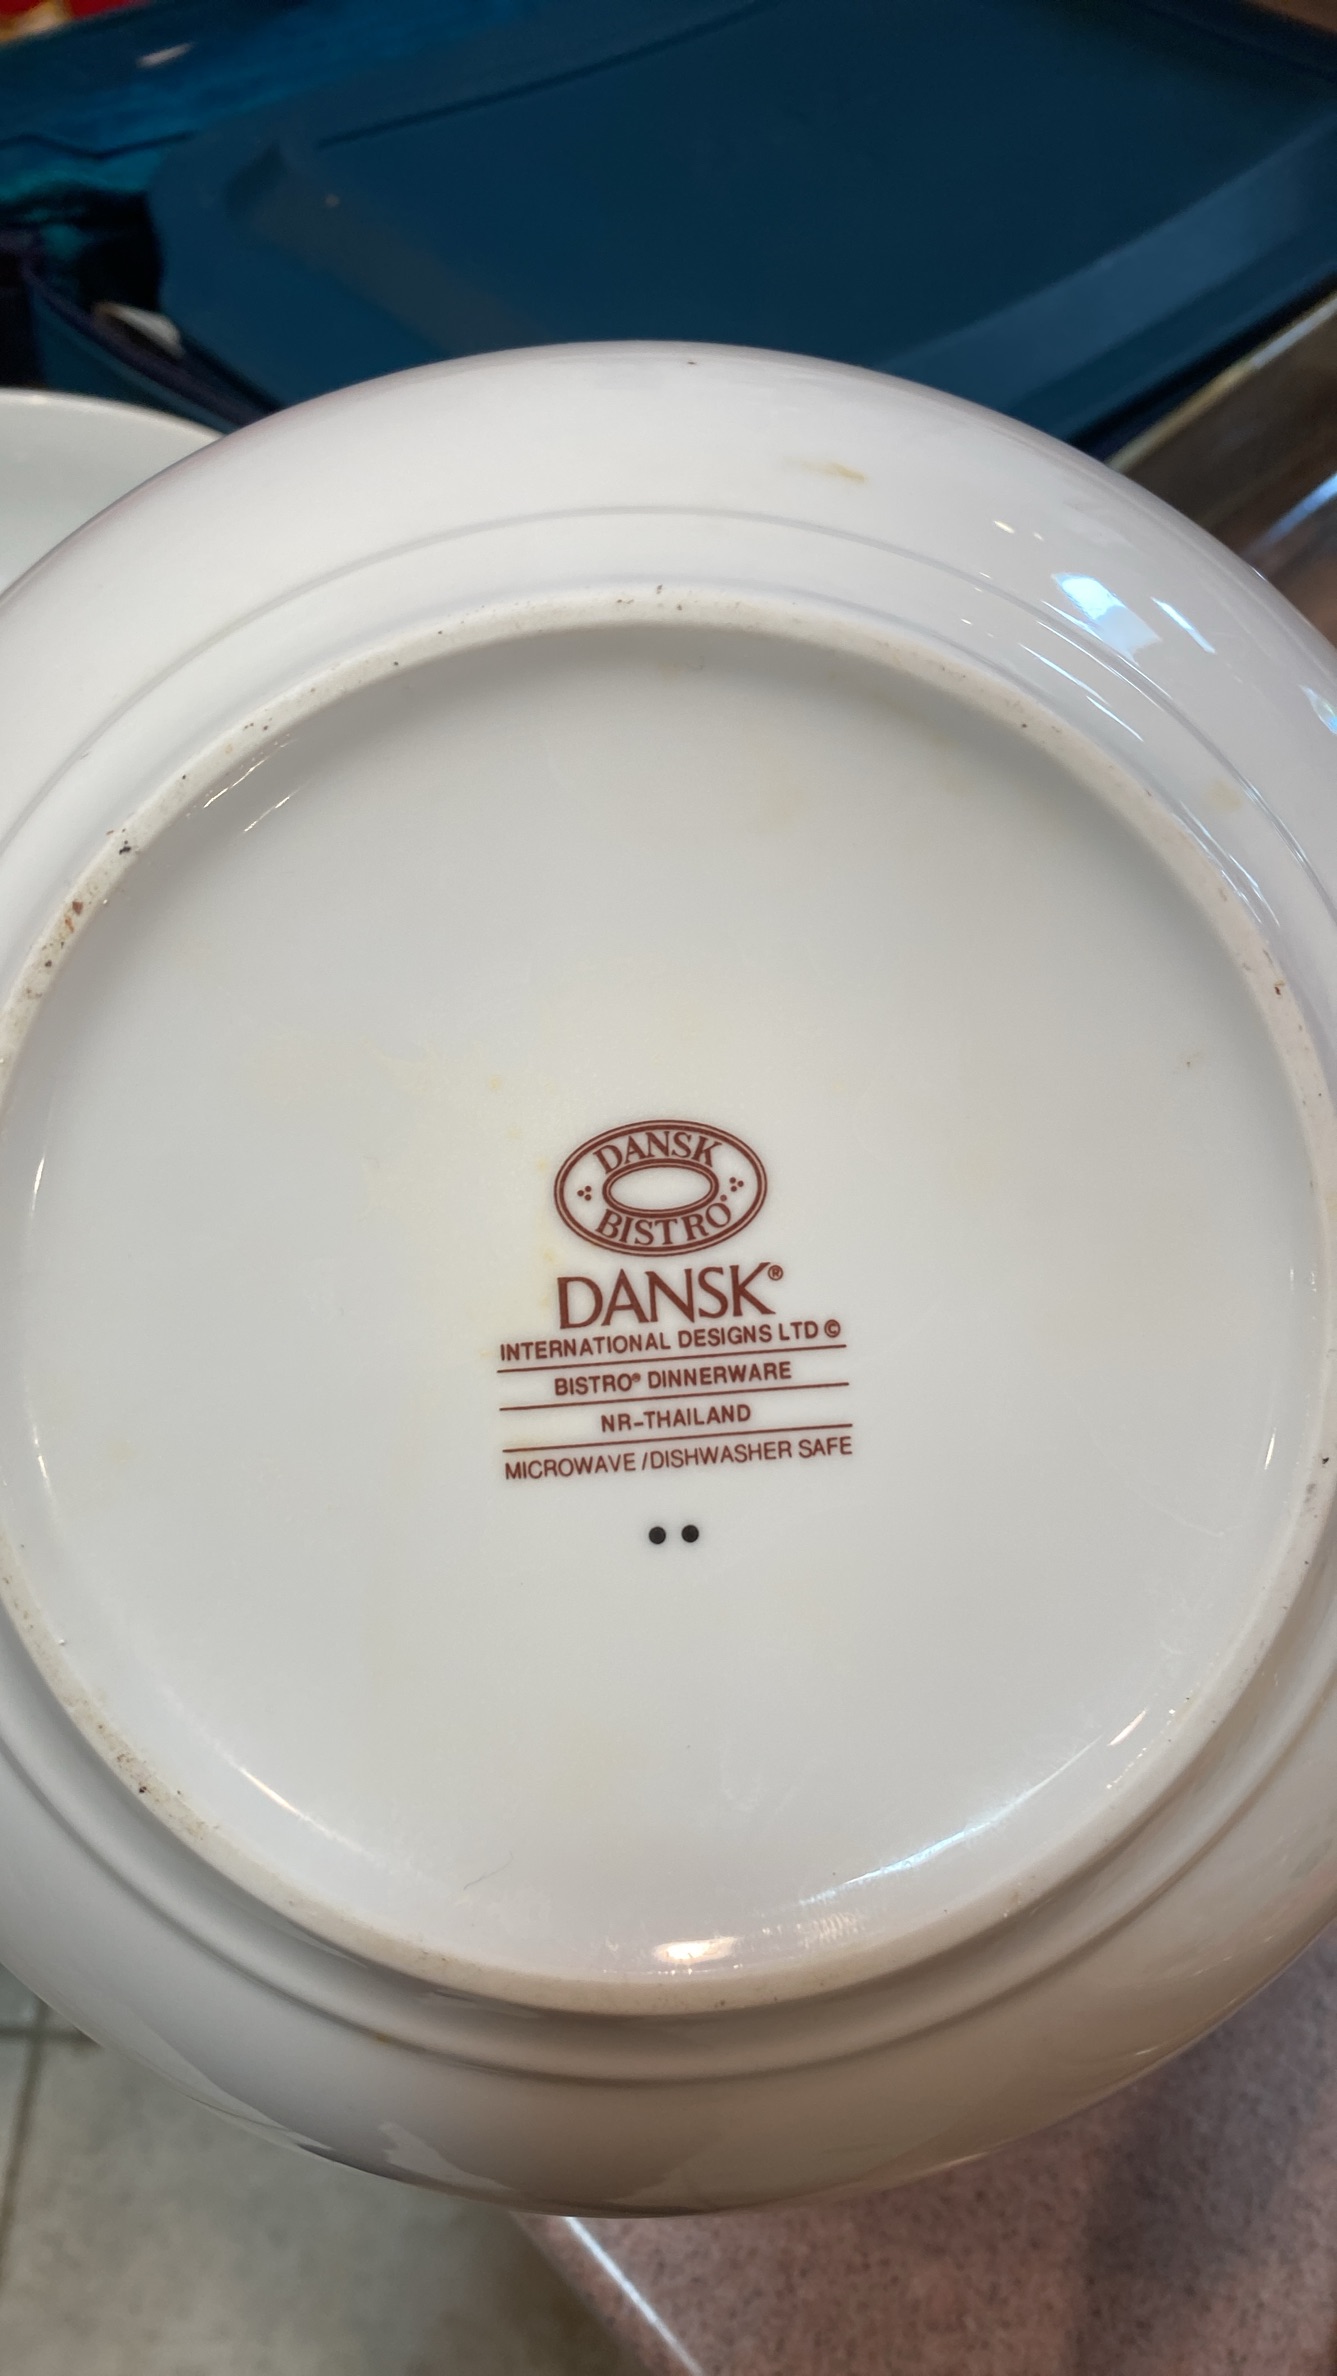 DANSK
BISTRO®
DANSK®
INTERNATIONAL DESIGNS LTD ©
BISTRO® DINNERWARE
NR-THAILAND
MICROWAVE/DISHWASHER SAFE